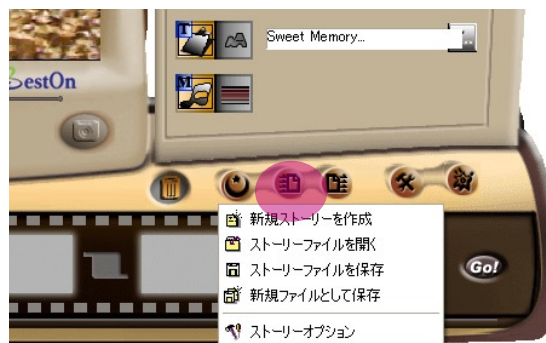 T
Sweet Memory...
BestOn
M
新規ストーリーを作成
ストーリーファイルを開く
ストーリーファイルを保存
新規ファイルとして保存
ストーリーオプション
Go!